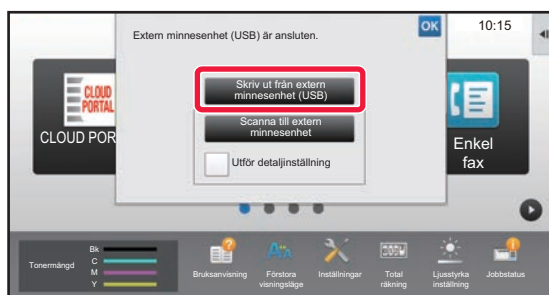 Extern minnesenhet (USB) är ansluten.
OK
10:15
Skriv ut från extern
minnesenhet (USB)
Scanna till extern
minnesenhet
Utför detaljinställning
CLOUD
PORTAL
CLOUD POR
Enkel
fax
Tonermängd
Bk
C
M
Y
Bruksanvisning
Förstora
visningsläge
Inställningar
Total
räkning
Ljusstyrka
inställning
Jobbstatus